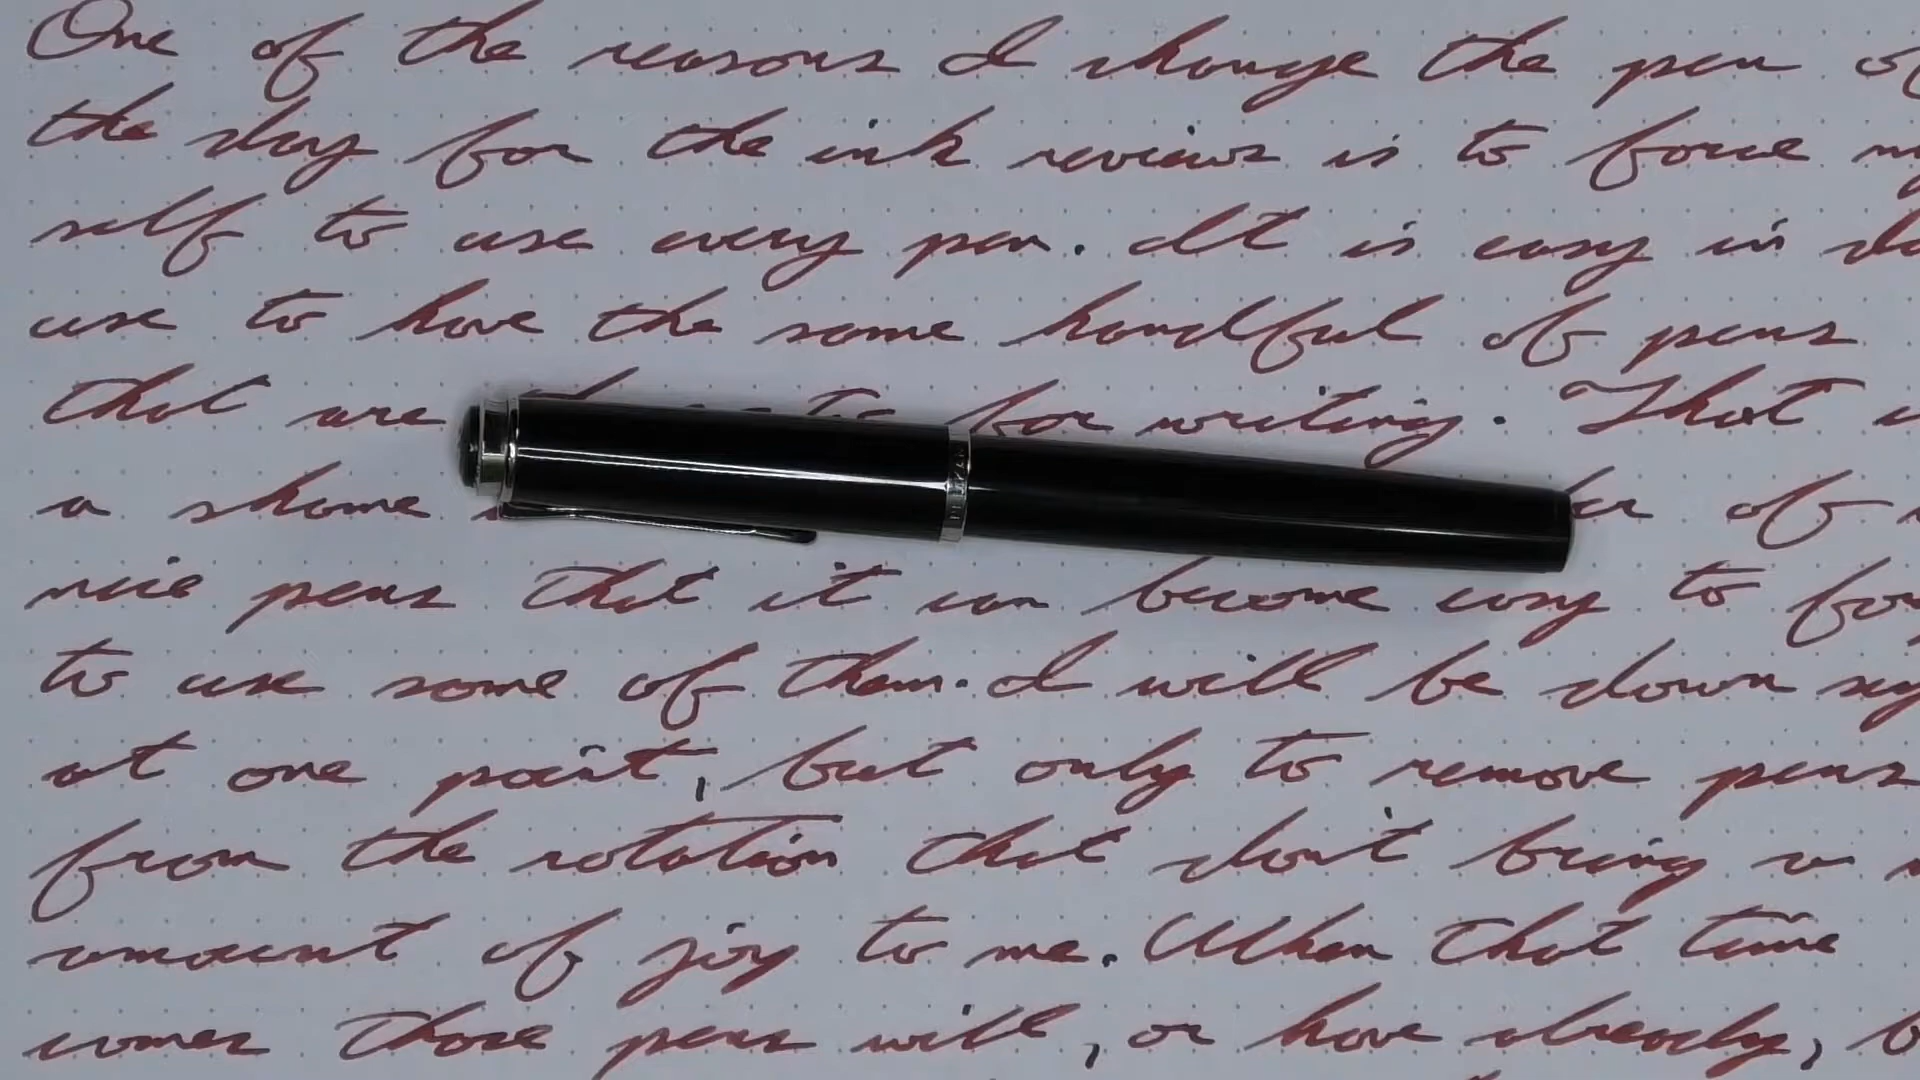 One of the reasons I change the pen of
the day for the ink reviews is to force my
self to use every pen. It is easy in
use to have the same handful of pens
that are for writing. That
a shame of
nice pens that it can become easy to
to use some of them. I will be down
at one point, but only to remove pens
from the rotation that don't bring a
amount of joy to me. When that time
comes those pens will, or have already,